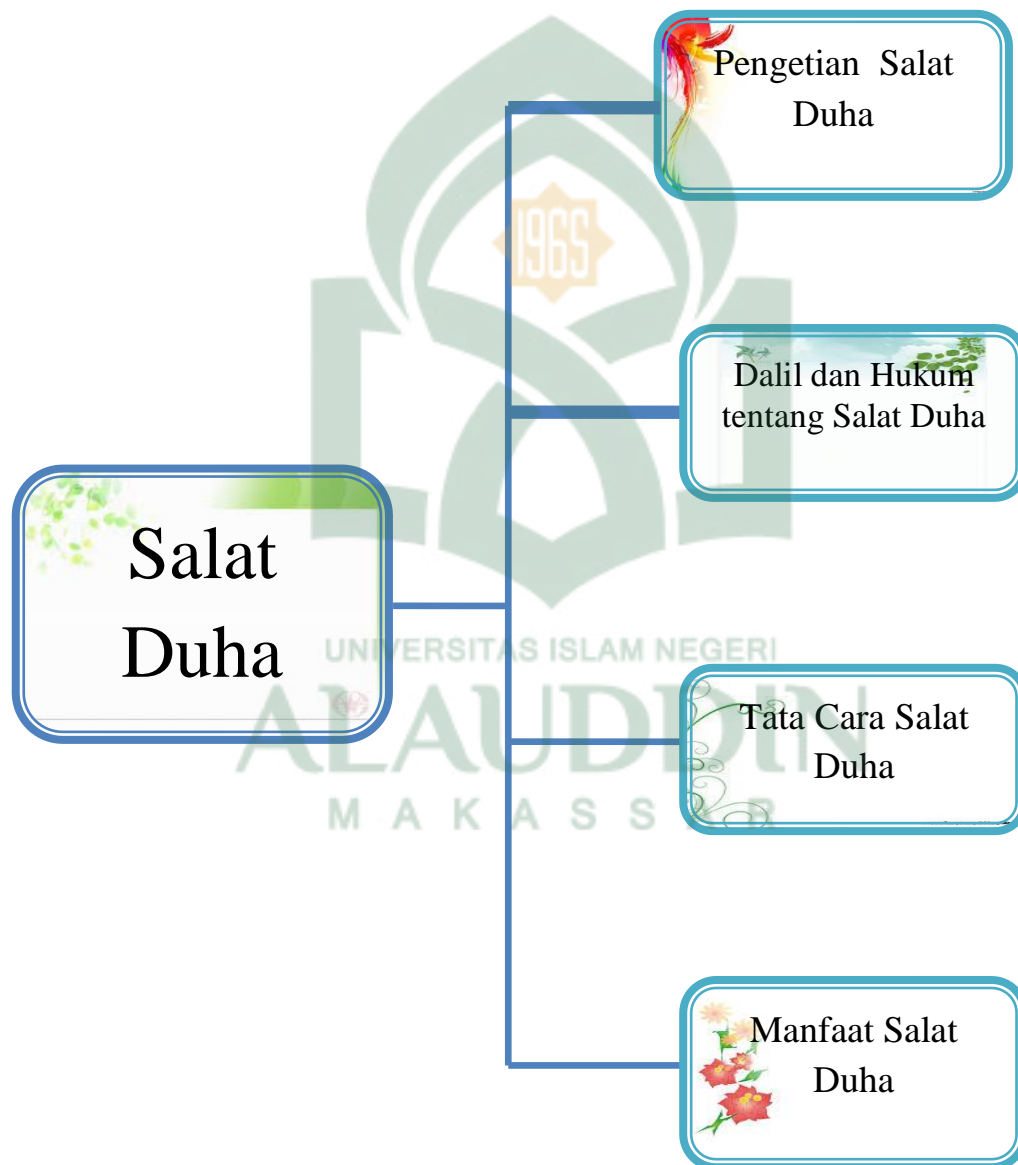 Pengetian Salat
Duha
1965
Dalil dan Hukum
tentang Salat Duha
Salat
Duha
UNIVERSITAS ISLAM NEGERI
ALAUDDIN
MAKASSAR
Tata Cara Salat
Duha
Manfaat Salat
Duha